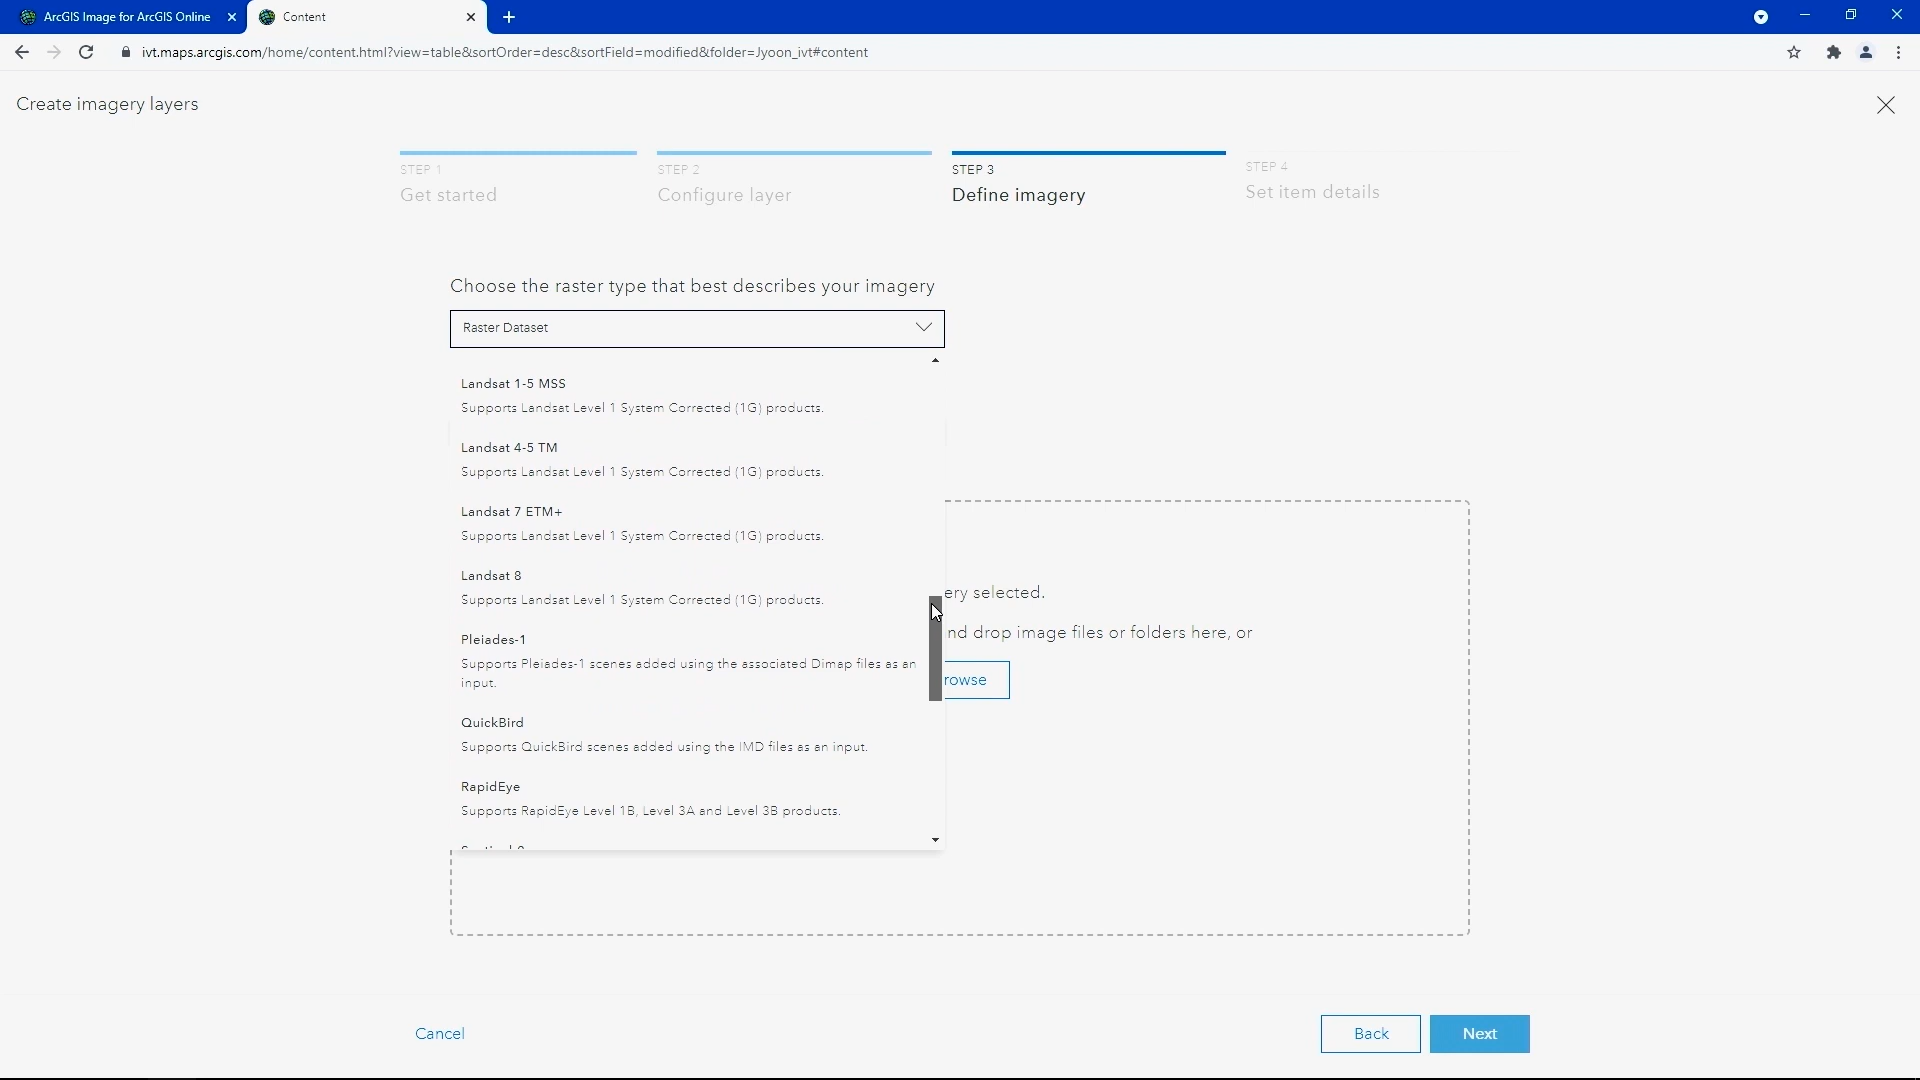 ArcGIS Image for ArcGIS Online
Content
ivt.maps.arcgis.com/home/content.html?view=table&sortOrder=desc&sortField=modified&folder=Jyoon_ivt#content
Create imagery layers
STEP 1
Get started
STEP 2
Configure layer
STEP 3
Define imagery
STEP 4
Set item details
Choose the raster type that best describes your imagery
Raster Dataset
Landsat 1-5 MSS
Supports Landsat Level 1 System Corrected (1G) products.
Landsat 4-5 TM
Supports Landsat Level 1 System Corrected (1G) products.
Landsat 7 ETM+
Supports Landsat Level 1 System Corrected (1G) products.
Landsat 8
Supports Landsat Level 1 System Corrected (1G) products.
Pleiades-1
Supports Pleiades-1 scenes added using the associated Dimap files as an
input.
QuickBird
Supports QuickBird scenes added using the IMD files as an input.
RapidEye
Supports RapidEye Level 1B, Level 3A and Level 3B products.
ery selected.
nd drop image files or folders here, or
rowse
Cancel
Back
Next